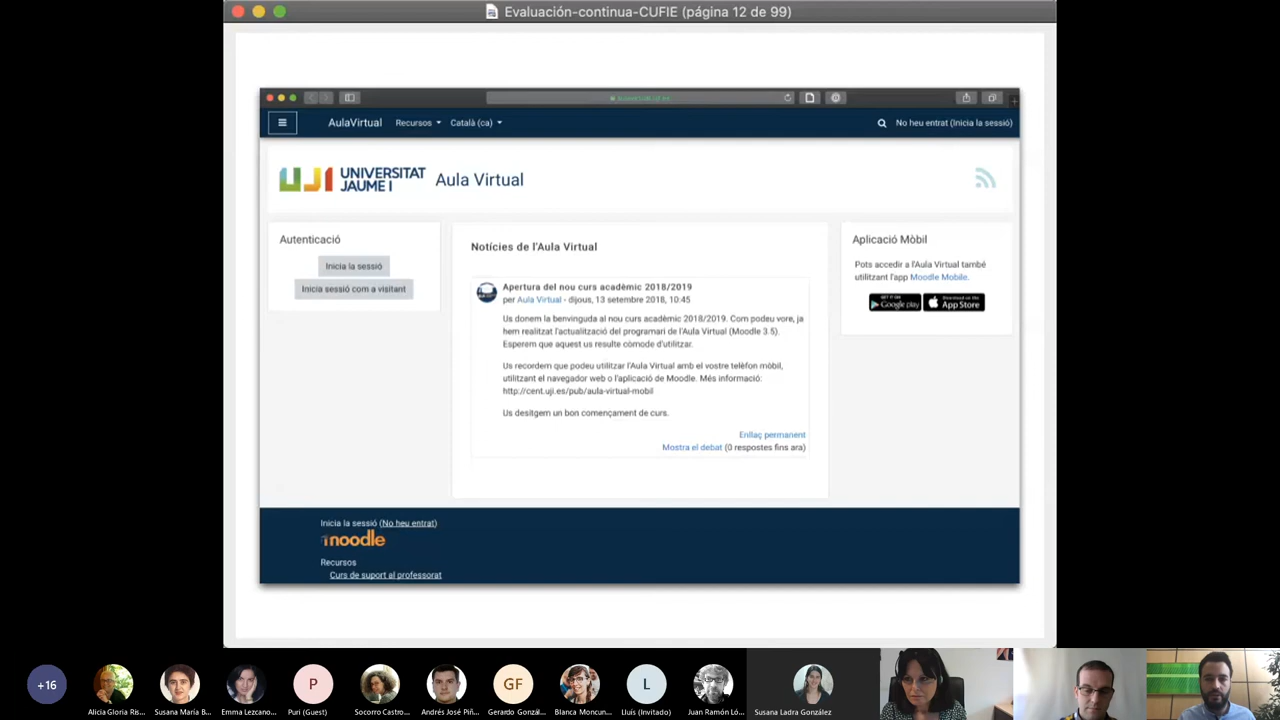 Evaluación-continua-CUFIE (página 12 de 99)
AulaVirtual Recursos Català (ca) No heu entrat (Inicia la sessió)
UJI UNIVERSITAT JAUME I Aula Virtual
Autenticació
Inicia la sessió
Inicia sessió com a visitant
Notícies de l'Aula Virtual
Apertura del nou curs acadèmic 2018/2019
per Aula Virtual - dijous, 13 setembre 2018, 10:45
Us donem la benvinguda al nou curs acadèmic 2018/2019. Com podeu vore, ja
hem realitzat l'actualització del programari de l'Aula Virtual (Moodle 3.5).
Esperem que aquest us resulte còmode d'utilitzar.
Us recordem que podeu utilitzar l'Aula Virtual amb el vostre telèfon mòbil,
utilitzant el navegador web o l'aplicació de Moodle. Més informació:
http://cent.uji.es/pub/aula-virtual-mobil
Us desitgem un bon començament de curs.
Enllaç permanent
Mostra el debat (0 respostes fins ara)
Aplicació Mòbil
Pots accedir a l'Aula Virtual també
utilitzant l'app Moodle Mobile.
GET IT ON Google play
Download on the App Store
Inicia la sessió (No heu entrat)
moodle
Recursos
Curs de suport al professorat
+16 P GF L
Alicia Gloria Ris... Susana María B... Emma Lezcano... Puri (Guest) Socorro Castro... Andrés José Piñ... Gerardo Gonzál... Blanca Moncun... Lluís (Invitado) Juan Ramón Ló... Susana Ladra González